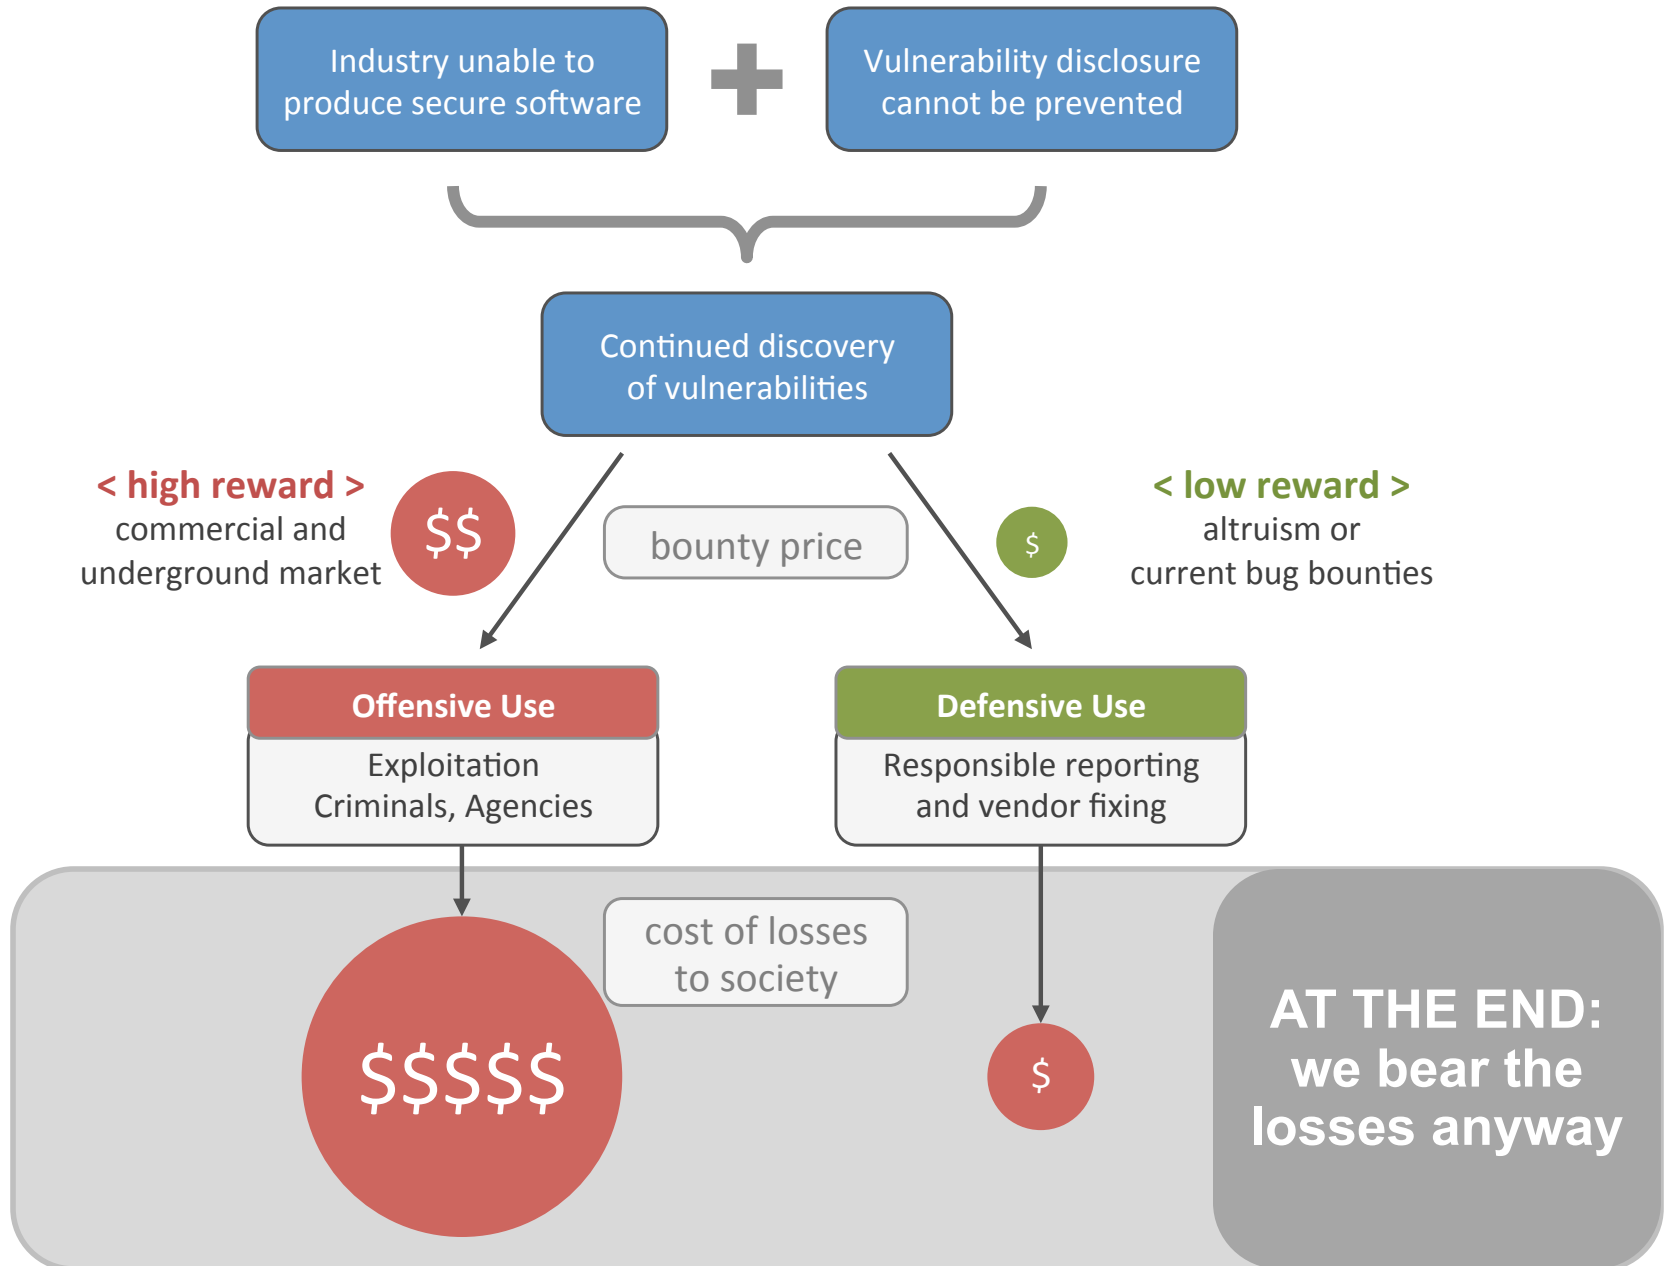 Industry unable to
produce secure software
Vulnerability disclosure
cannot be prevented
Continued discovery
of vulnerabilities
< high reward >
commercial and
underground market
$$
bounty price
$
< low reward >
altruism or
current bug bounties
Offensive Use
Exploitation
Criminals, Agencies
Defensive Use
Responsible reporting
and vendor fixing
cost of losses
to society
$$$$$
$
AT THE END:
we bear the
losses anyway